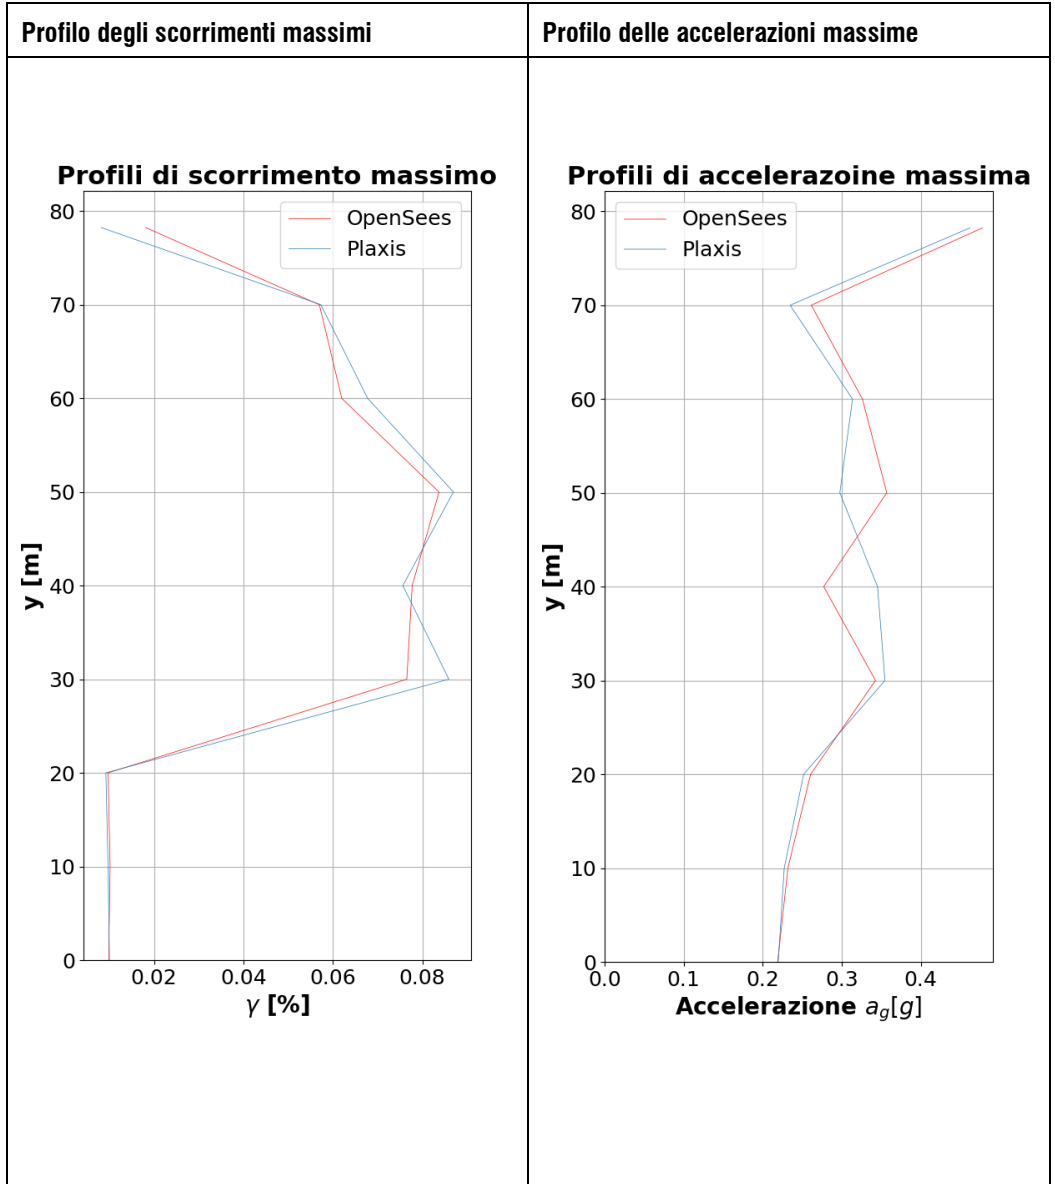 Profilo degli scorrimenti massimi
Profilo delle accelerazioni massime
Profili di scorrimento massimo
OpenSees
Plaxis
80
70
60
50
40
30
20
10
0
y [m]
0.02 0.04 0.06 0.08
γ [%]
Profili di accelerazoine massima
OpenSees
Plaxis
80
70
60
50
40
30
20
10
0
y [m]
0.0 0.1 0.2 0.3 0.4
Accelerazione a_g[g]